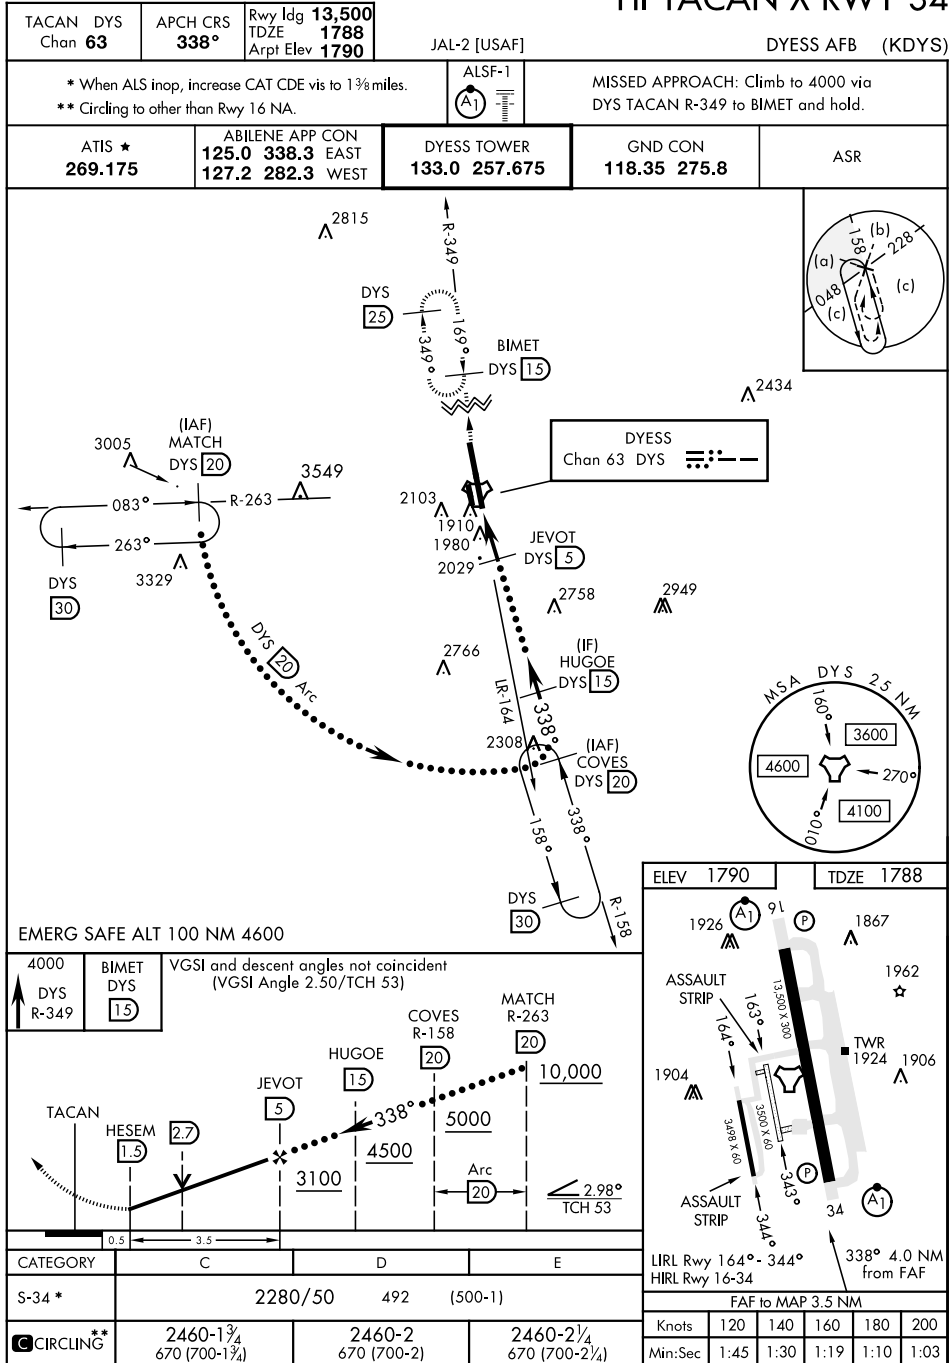 HI-TACAN X RWY 34
TACAN DYS
Chan 63
APCH CRS
338°
Rwy ldg 13,500
TDZE 1788
Arpt Elev 1790
JAL-2 [USAF]
DYESS AFB (KDYS)
* When ALS inop, increase CAT CDE vis to 1 3/8 miles.
** Circling to other than Rwy 16 NA.
ALSF-1
A1
MISSED APPROACH: Climb to 4000 via
DYS TACAN R-349 to BIMET and hold.
ATIS ★
269.175
ABILENE APP CON
125.0 338.3 EAST
127.2 282.3 WEST
DYESS TOWER
133.0 257.675
GND CON
118.35 275.8
ASR
2815
R-349
158
(b)
228
(a)
(c)
048
(c)
DYS
25
169°
349°
BIMET
DYS 15
2434
(IAF)
MATCH
DYS 20
3005
3549
083°
R-263
263°
3329
DYS
30
DYESS
Chan 63 DYS
2103
1910
1980
2029
JEVOT
DYS 5
2758
2949
DYS 20 Arc
2766
(IF)
HUGOE
DYS 15
LR-164
338°
2308
(IAF)
COVES
DYS 20
158°
338°
DYS
30
R-158
MSA DYS 25 NM
160°
3600
4600
270°
4100
010°
EMERG SAFE ALT 100 NM 4600
4000
DYS
R-349
BIMET
DYS
15
VGSI and descent angles not coincident
(VGSI Angle 2.50/TCH 53)
MATCH
R-263
20
COVES
R-158
20
HUGOE
15
JEVOT
5
10,000
338°
5000
4500
3100
TACAN
HESEM
1.5
2.7
Arc
20
2.98°
TCH 53
0.5
3.5
ELEV 1790
TDZE 1788
1926
A1
16
P
1867
ASSAULT
STRIP
1962
13,500 X 300
163°
164°
TWR
1924
1906
1904
3500 X 60
3498 X 60
P
343°
ASSAULT
STRIP
344°
34
A1
LIRL Rwy 164°- 344°
HIRL Rwy 16-34
338° 4.0 NM
from FAF
CATEGORY C D E
S-34 * 2280/50 492 (500-1)
C CIRCLING**
2460-1 3/4
670 (700-1 3/4)
2460-2
670 (700-2)
2460-2 1/4
670 (700-2 1/4)
FAF to MAP 3.5 NM
Knots 120 140 160 180 200
Min:Sec 1:45 1:30 1:19 1:10 1:03